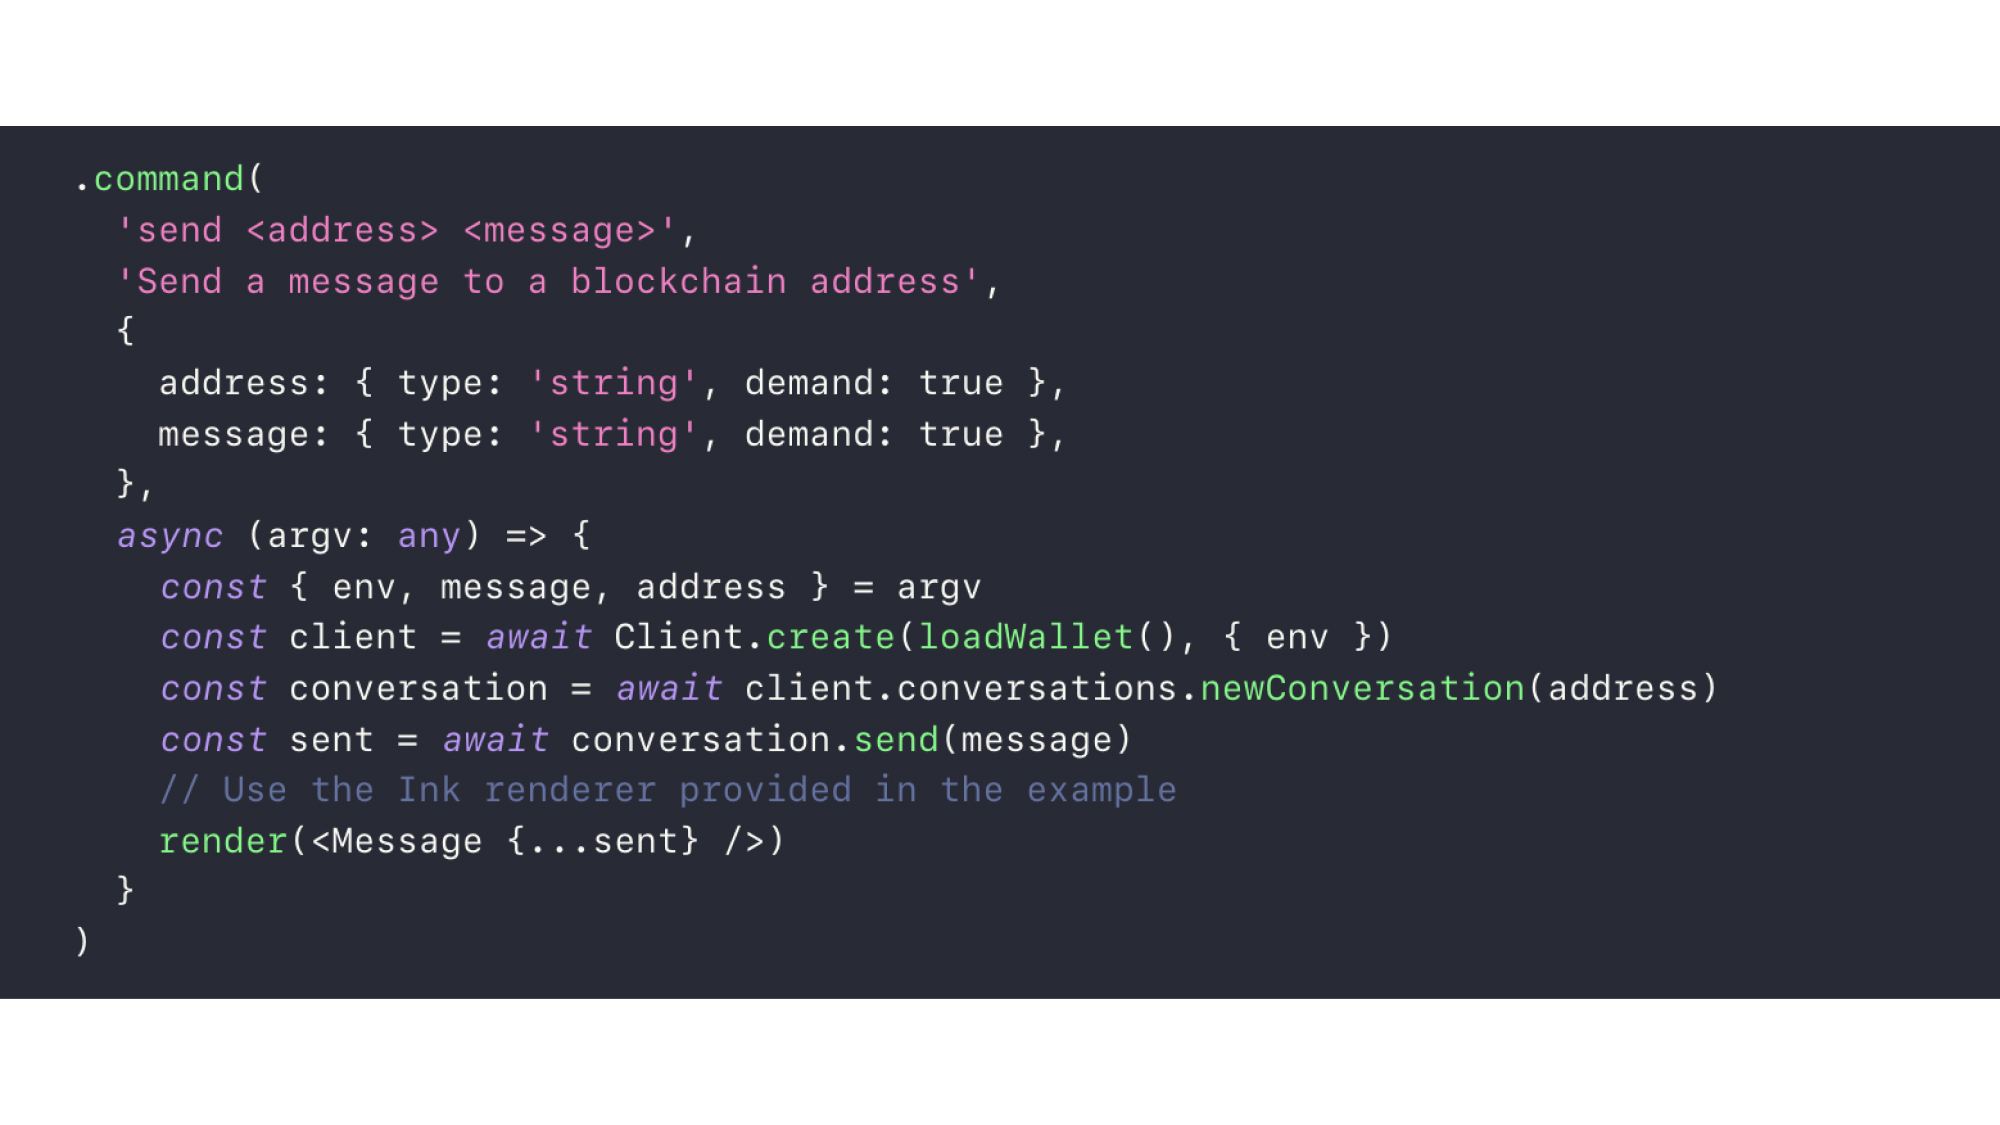 .command(
  'send <address> <message>',
  'Send a message to a blockchain address',
  {
    address: { type: 'string', demand: true },
    message: { type: 'string', demand: true },
  },
  async (argv: any) => {
    const { env, message, address } = argv
    const client = await Client.create(loadWallet(), { env })
    const conversation = await client.conversations.newConversation(address)
    const sent = await conversation.send(message)
    // Use the Ink renderer provided in the example
    render(<Message {...sent} />)
  }
)